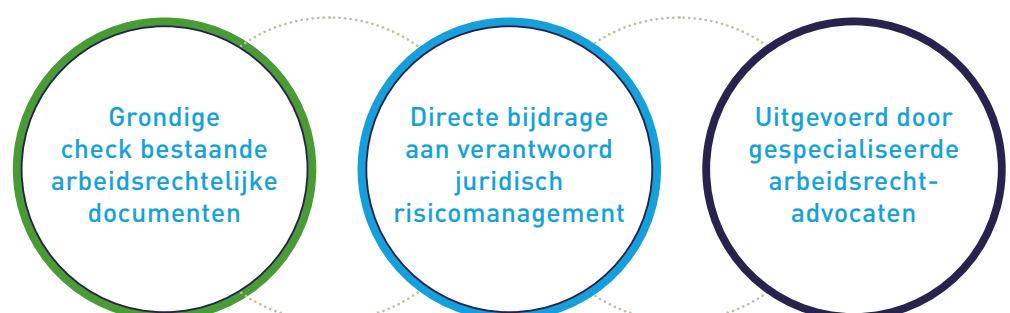 Grondige
check bestaande
arbeidsrechtelijke
documenten
Directe bijdrage
aan verantwoord
juridisch
risicomanagement
Uitgevoerd door
gespecialiseerde
arbeidsrecht-
advocaten